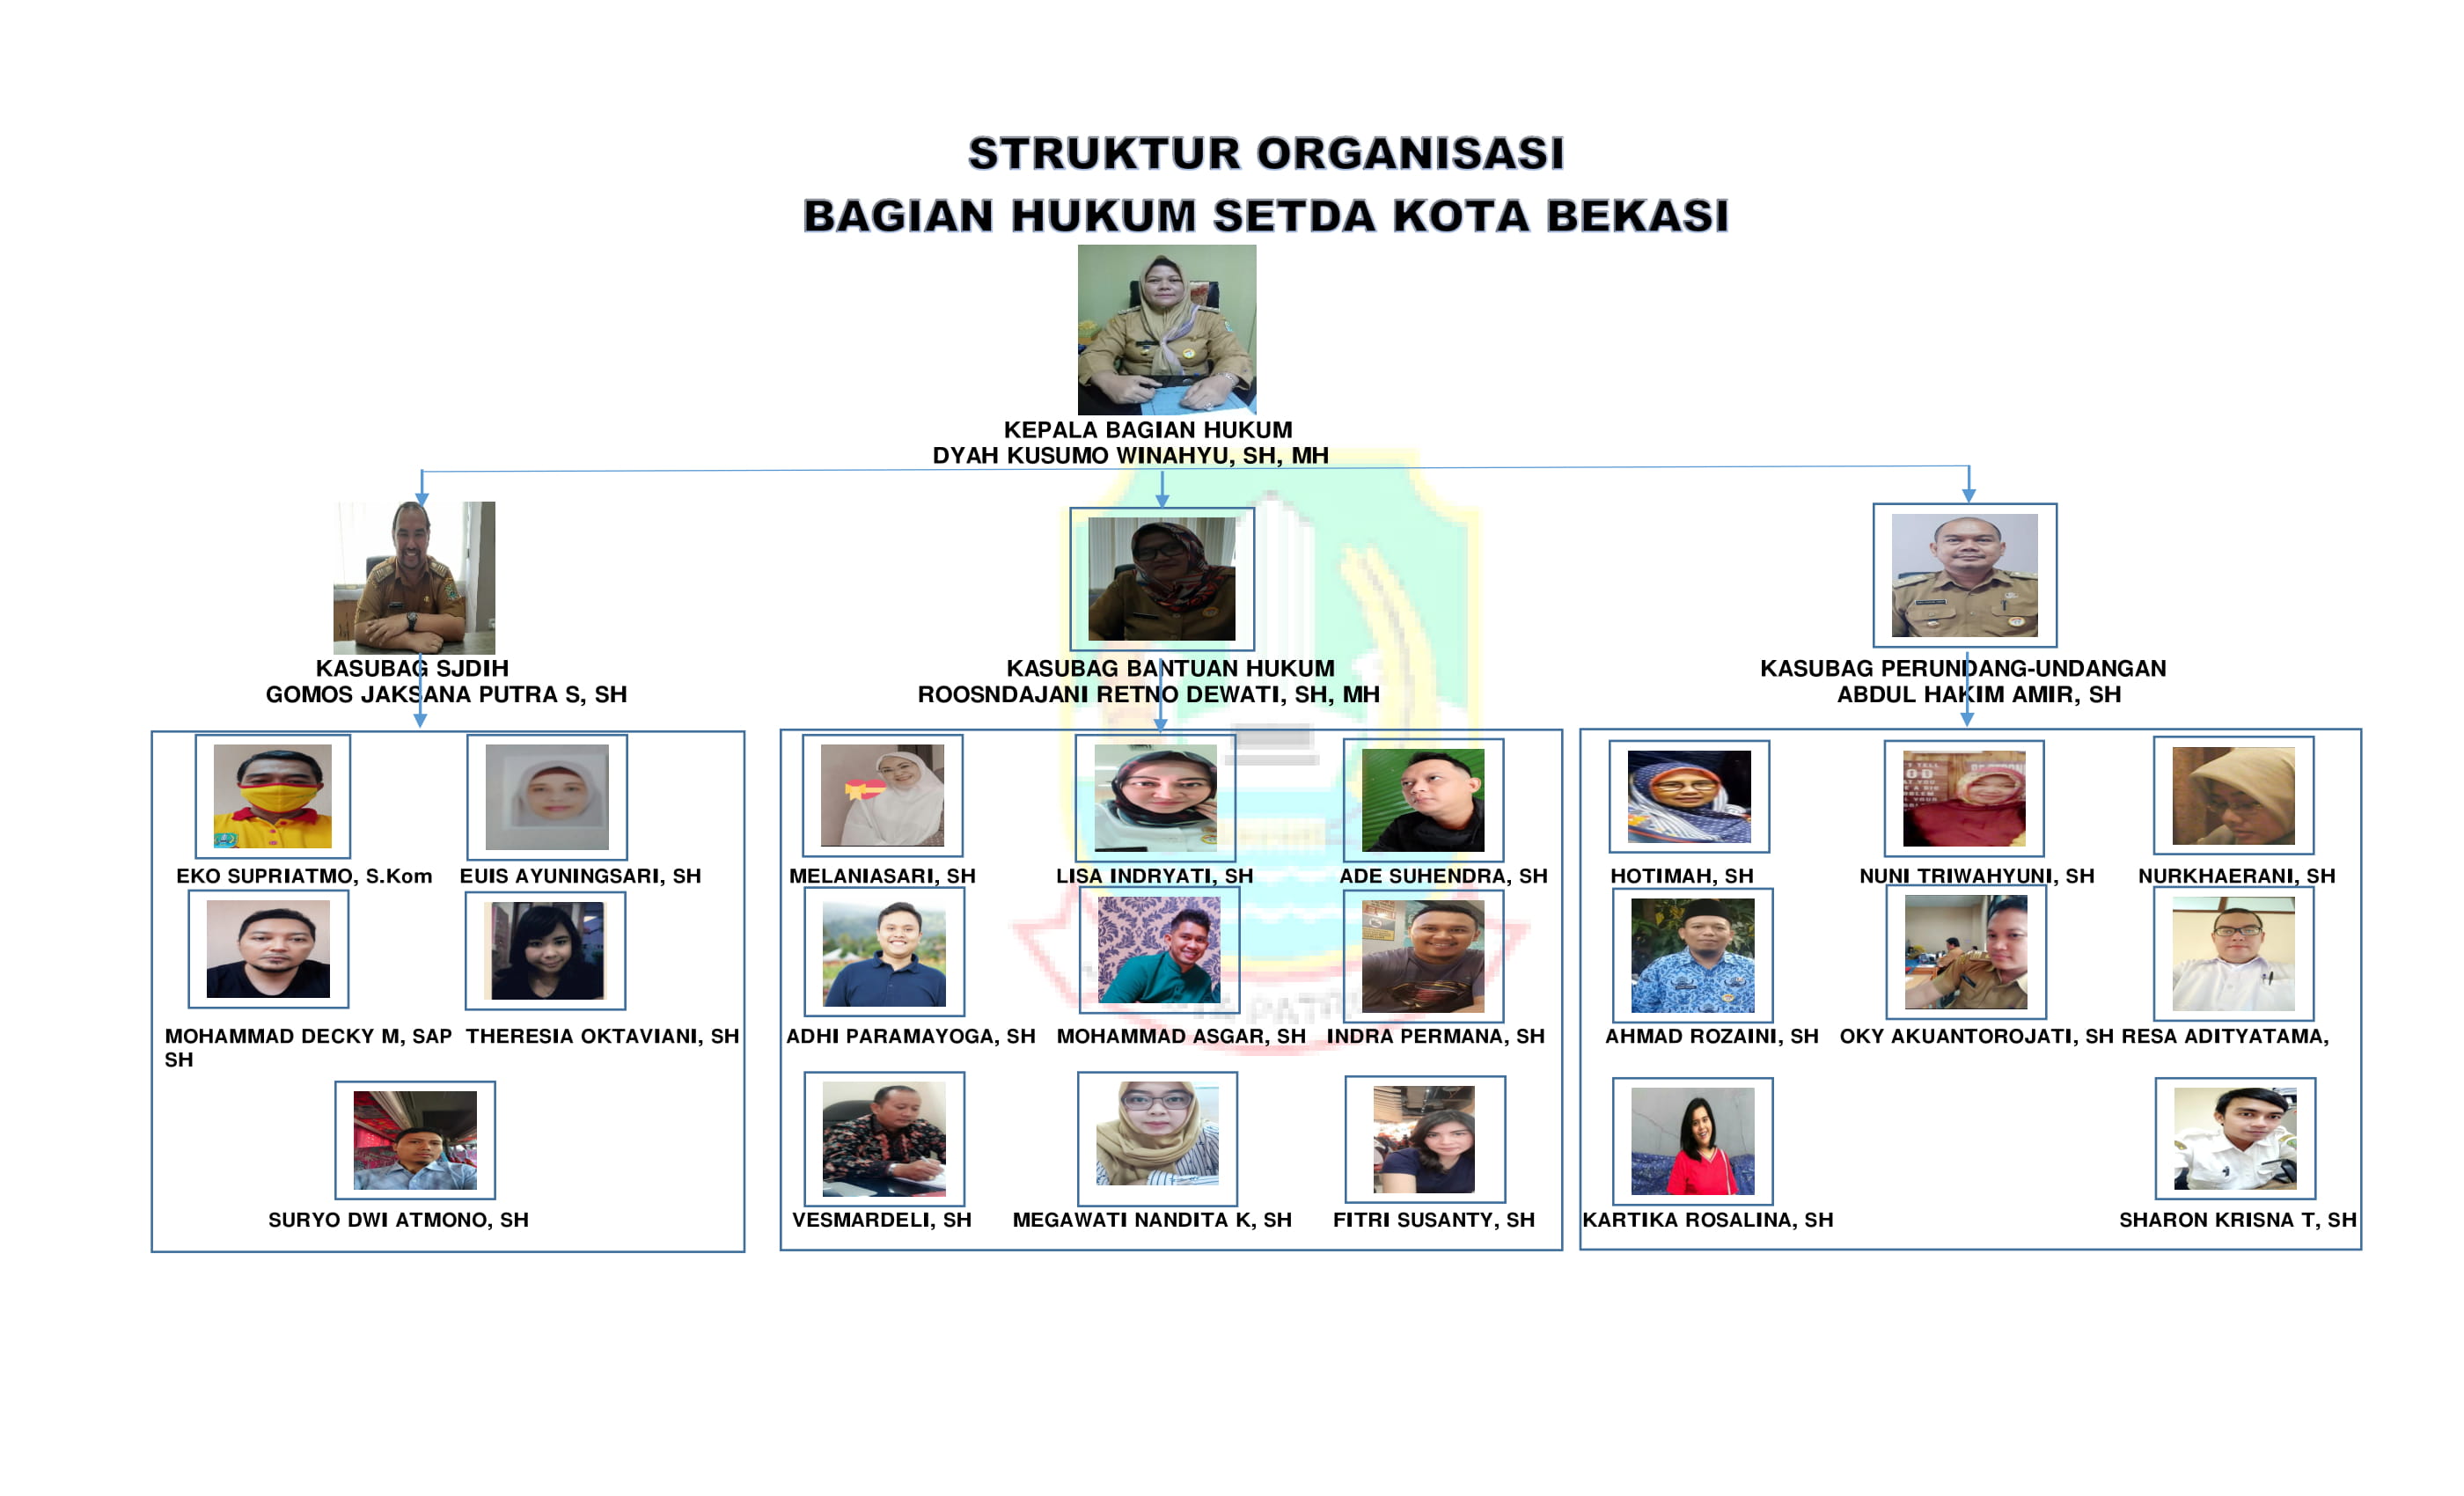 STRUKTUR ORGANISASI
BAGIAN HUKUM SETDA KOTA BEKASI
KEPALA BAGIAN HUKUM
DYAH KUSUMO WINAHYU, SH, MH
KASUBAG SJDIH
GOMOS JAKSANA PUTRA S, SH
KASUBAG BANTUAN HUKUM
ROOSNDAJANI RETNO DEWATI, SH, MH
KASUBAG PERUNDANG-UNDANGAN
ABDUL HAKIM AMIR, SH
EKO SUPRIATMO, S.Kom EUIS AYUNINGSARI, SH
MOHAMMAD DECKY M, SAP THERESIA OKTAVIANI, SH
SH
SURYO DWI ATMONO, SH
MELANIASARI, SH LISA INDRYATI, SH ADE SUHENDRA, SH
ADHI PARAMAYOGA, SH MOHAMMAD ASGAR, SH INDRA PERMANA, SH
VESMARDELI, SH MEGAWATI NANDITA K, SH FITRI SUSANTY, SH
HOTIMAH, SH NUNI TRIWAHYUNI, SH NURKHAERANI, SH
AHMAD ROZAINI, SH OKY AKUANTOROJATI, SH RESA ADITYATAMA,
KARTIKA ROSALINA, SH SHARON KRISNA T, SH